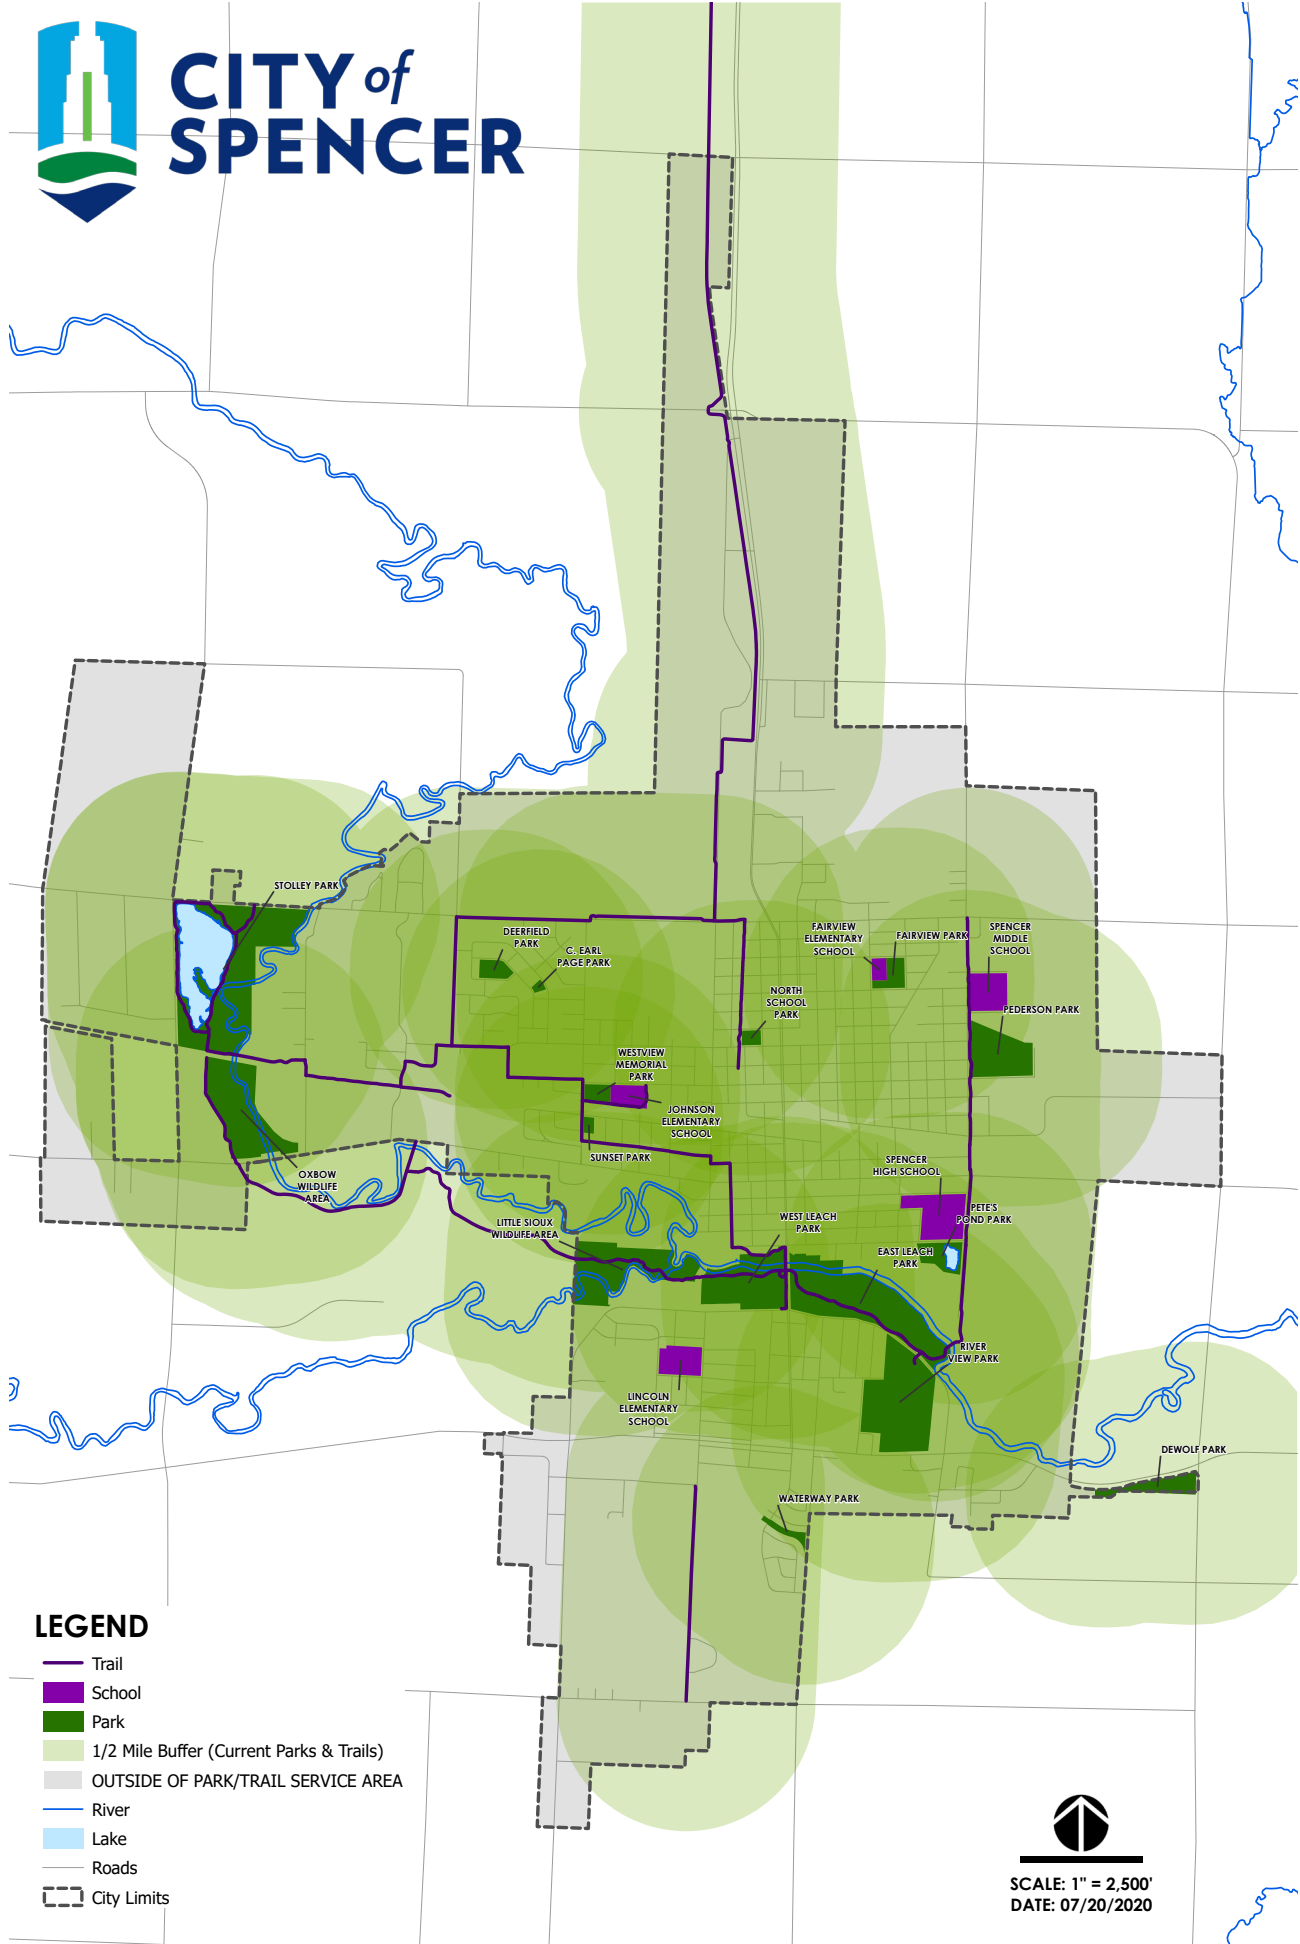 CITY of
SPENCER
STOLLEY PARK
DEERFIELD
PARK
C. EARL
PAGE PARK
FAIRVIEW
ELEMENTARY
SCHOOL
FAIRVIEW PARK
SPENCER
MIDDLE
SCHOOL
NORTH
SCHOOL
PARK
PEDERSON PARK
WESTVIEW
MEMORIAL
PARK
JOHNSON
ELEMENTARY
SCHOOL
SUNSET PARK
OXBOW
WILDLIFE
AREA
SPENCER
HIGH SCHOOL
PETE'S
POND PARK
LITTLE SIOUX
WILDLIFE AREA
WEST LEACH
PARK
EAST LEACH
PARK
RIVER
VIEW PARK
LINCOLN
ELEMENTARY
SCHOOL
DEWOLF PARK
WATERWAY PARK
LEGEND
Trail
School
Park
1/2 Mile Buffer (Current Parks & Trails)
OUTSIDE OF PARK/TRAIL SERVICE AREA
River
Lake
Roads
City Limits
SCALE: 1" = 2,500'
DATE: 07/20/2020